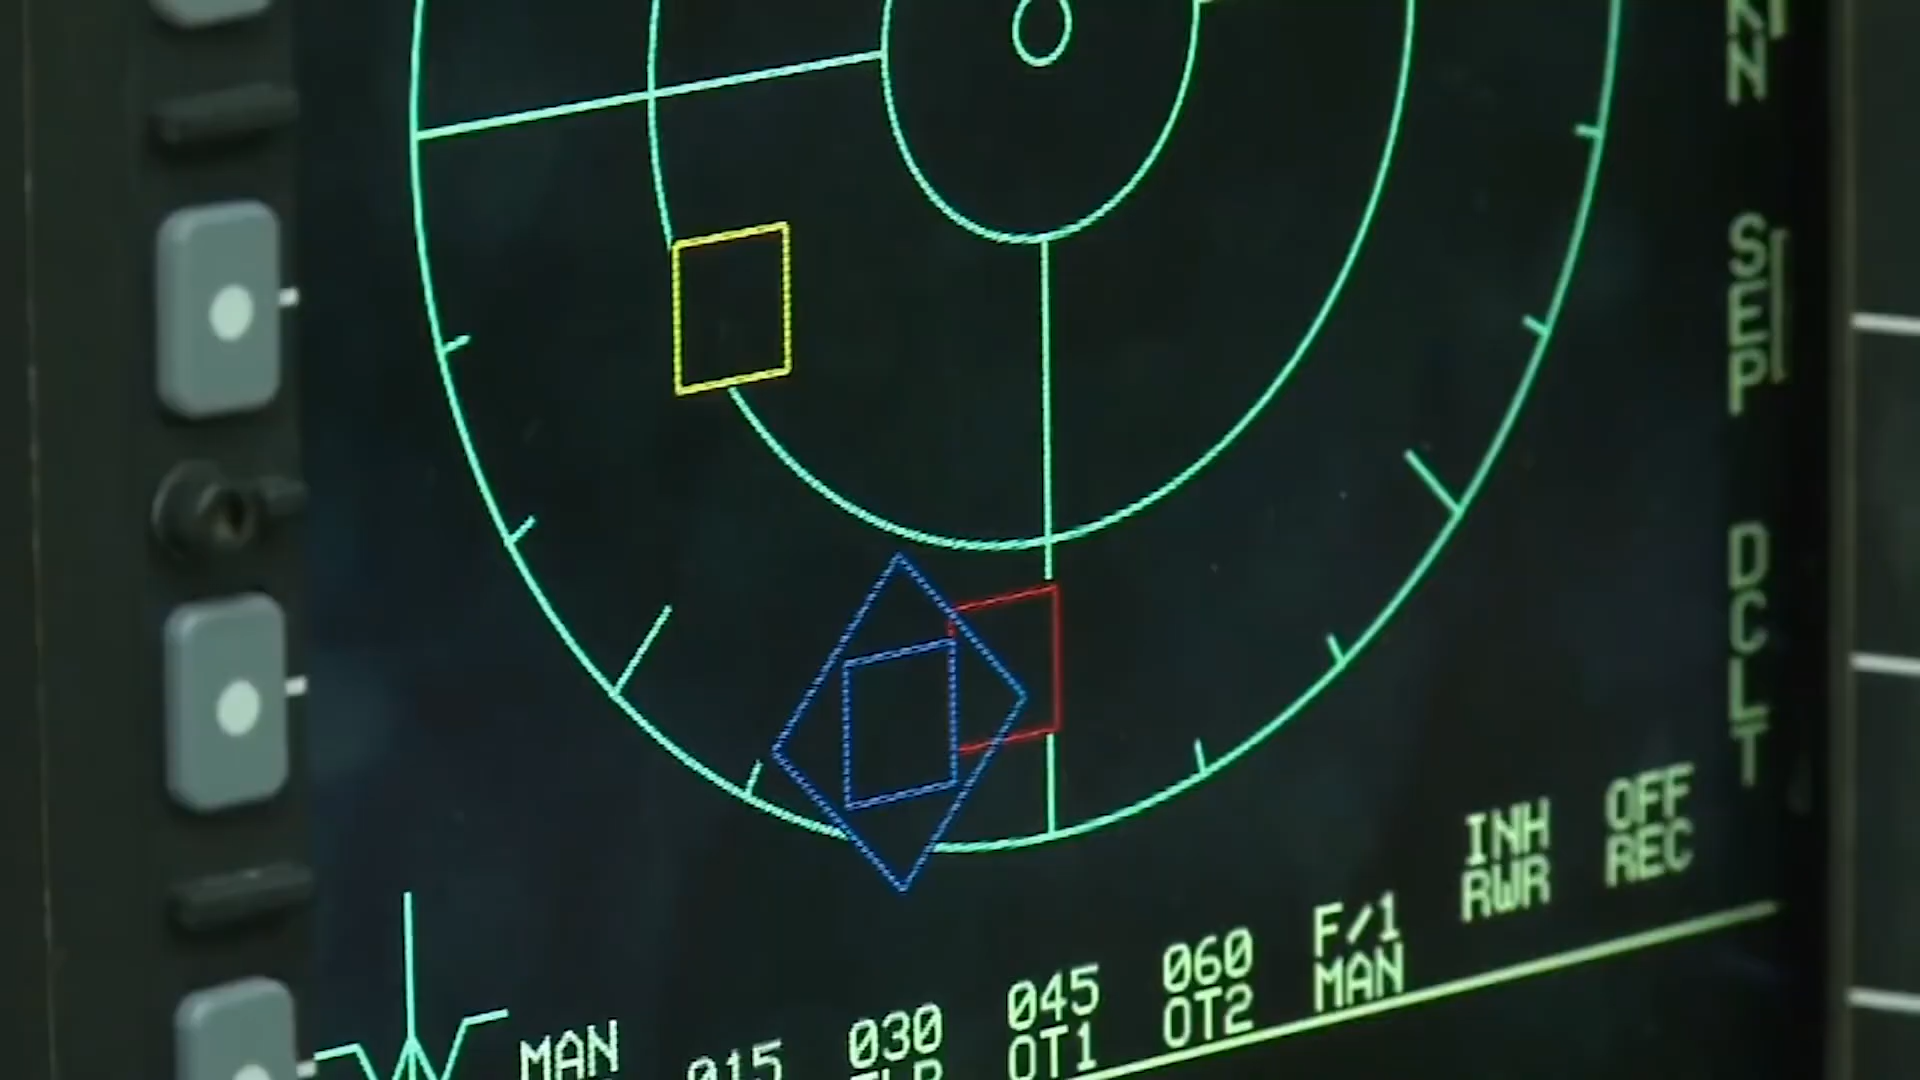 N
SEP
DCLT
INH
RWR
OFF
REC
F/1
MAN
060
OT2
045
OT1
030
015
MAN